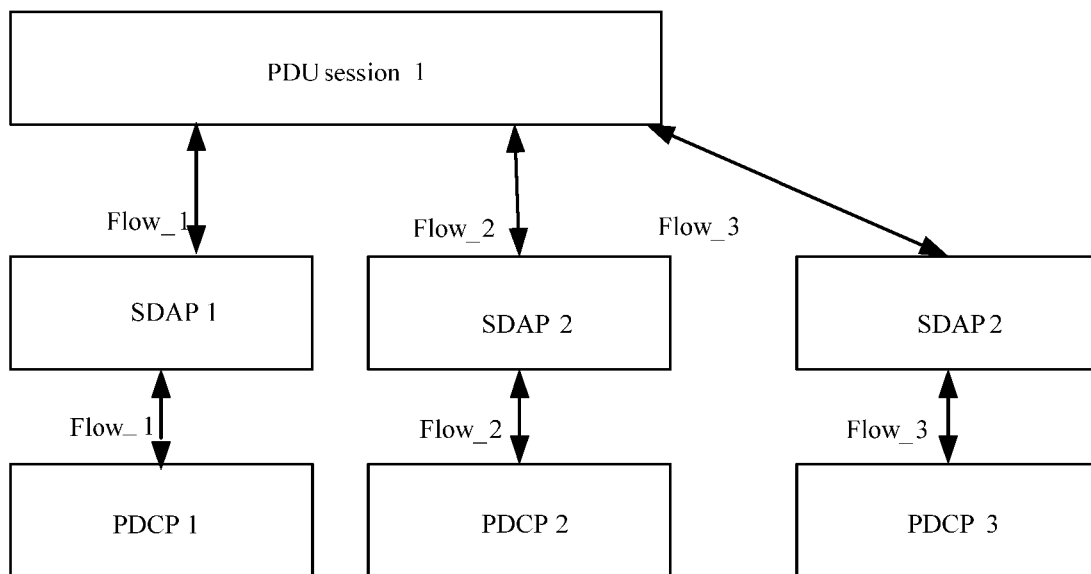 PDU session 1
Flow_1
Flow_2
Flow_3
SDAP 1
SDAP 2
SDAP 2
Flow_1
Flow_2
Flow_3
PDCP 1
PDCP 2
PDCP 3